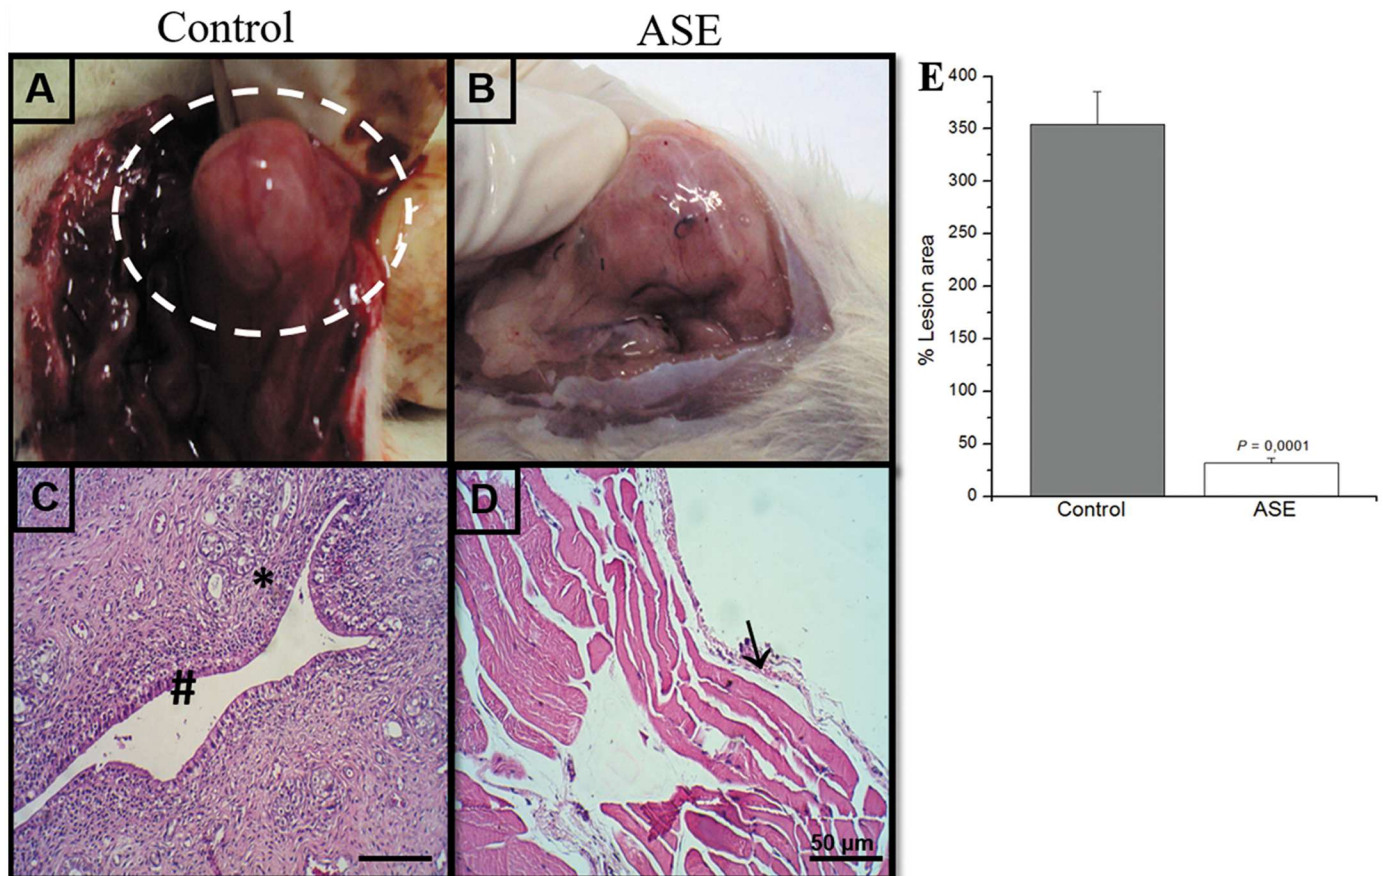 Control
ASE
A
B
C
*
#
D
50 µm
E
400
350
300
250
200
150
100
50
0
% Lesion area
P = 0,0001
Control
ASE